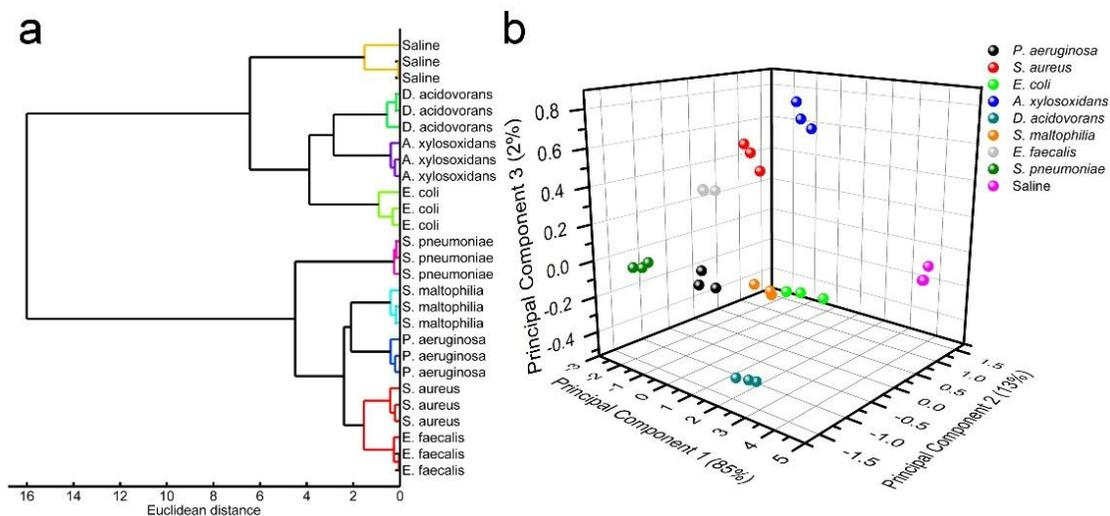 a
Saline
Saline
Saline
D. acidovorans
D. acidovorans
D. acidovorans
A. xylosoxidans
A. xylosoxidans
A. xylosoxidans
E. coli
E. coli
E. coli
S. pneumoniae
S. pneumoniae
S. pneumoniae
S. maltophilia
S. maltophilia
S. maltophilia
P. aeruginosa
P. aeruginosa
P. aeruginosa
S. aureus
S. aureus
S. aureus
E. faecalis
E. faecalis
E. faecalis
16 14 12 10 8 6 4 2 0
Euclidean distance
b
P. aeruginosa
S. aureus
E. coli
A. xylosoxidans
D. acidovorans
S. maltophilia
E. faecalis
S. pneumoniae
Saline
Principal Component 3 (2%)
0.8
0.6
0.4
0.2
0.0
-0.2
-0.4
Principal Component 1 (85%)
-3 -2 -1 0 1 2 3 4 5
Principal Component 2 (13%)
-1.5 -1.0 -0.5 0.0 0.5 1.0 1.5